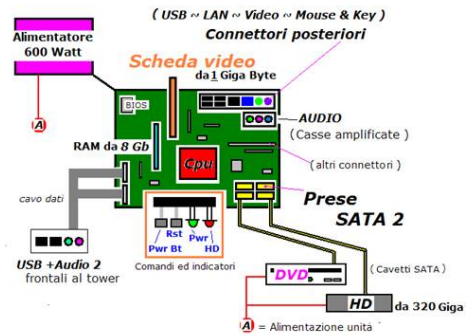 ( USB ~ LAN ~ Video ~ Mouse & Key )
Connettori posteriori
Alimentatore
600 Watt
Scheda video
da 1 Giga Byte
BIOS
A
AUDIO
( Casse amplificate )
RAM da 8 Gb
Cpu
(altri connettori )
cavo dati
Prese
SATA 2
Rst
Pwr Bt
Pwr
HD
USB +Audio 2
frontali al tower
Comandi ed indicatori
DVD
(Cavetti SATA )
HD
da 320 Giga
A = Alimentazione unità